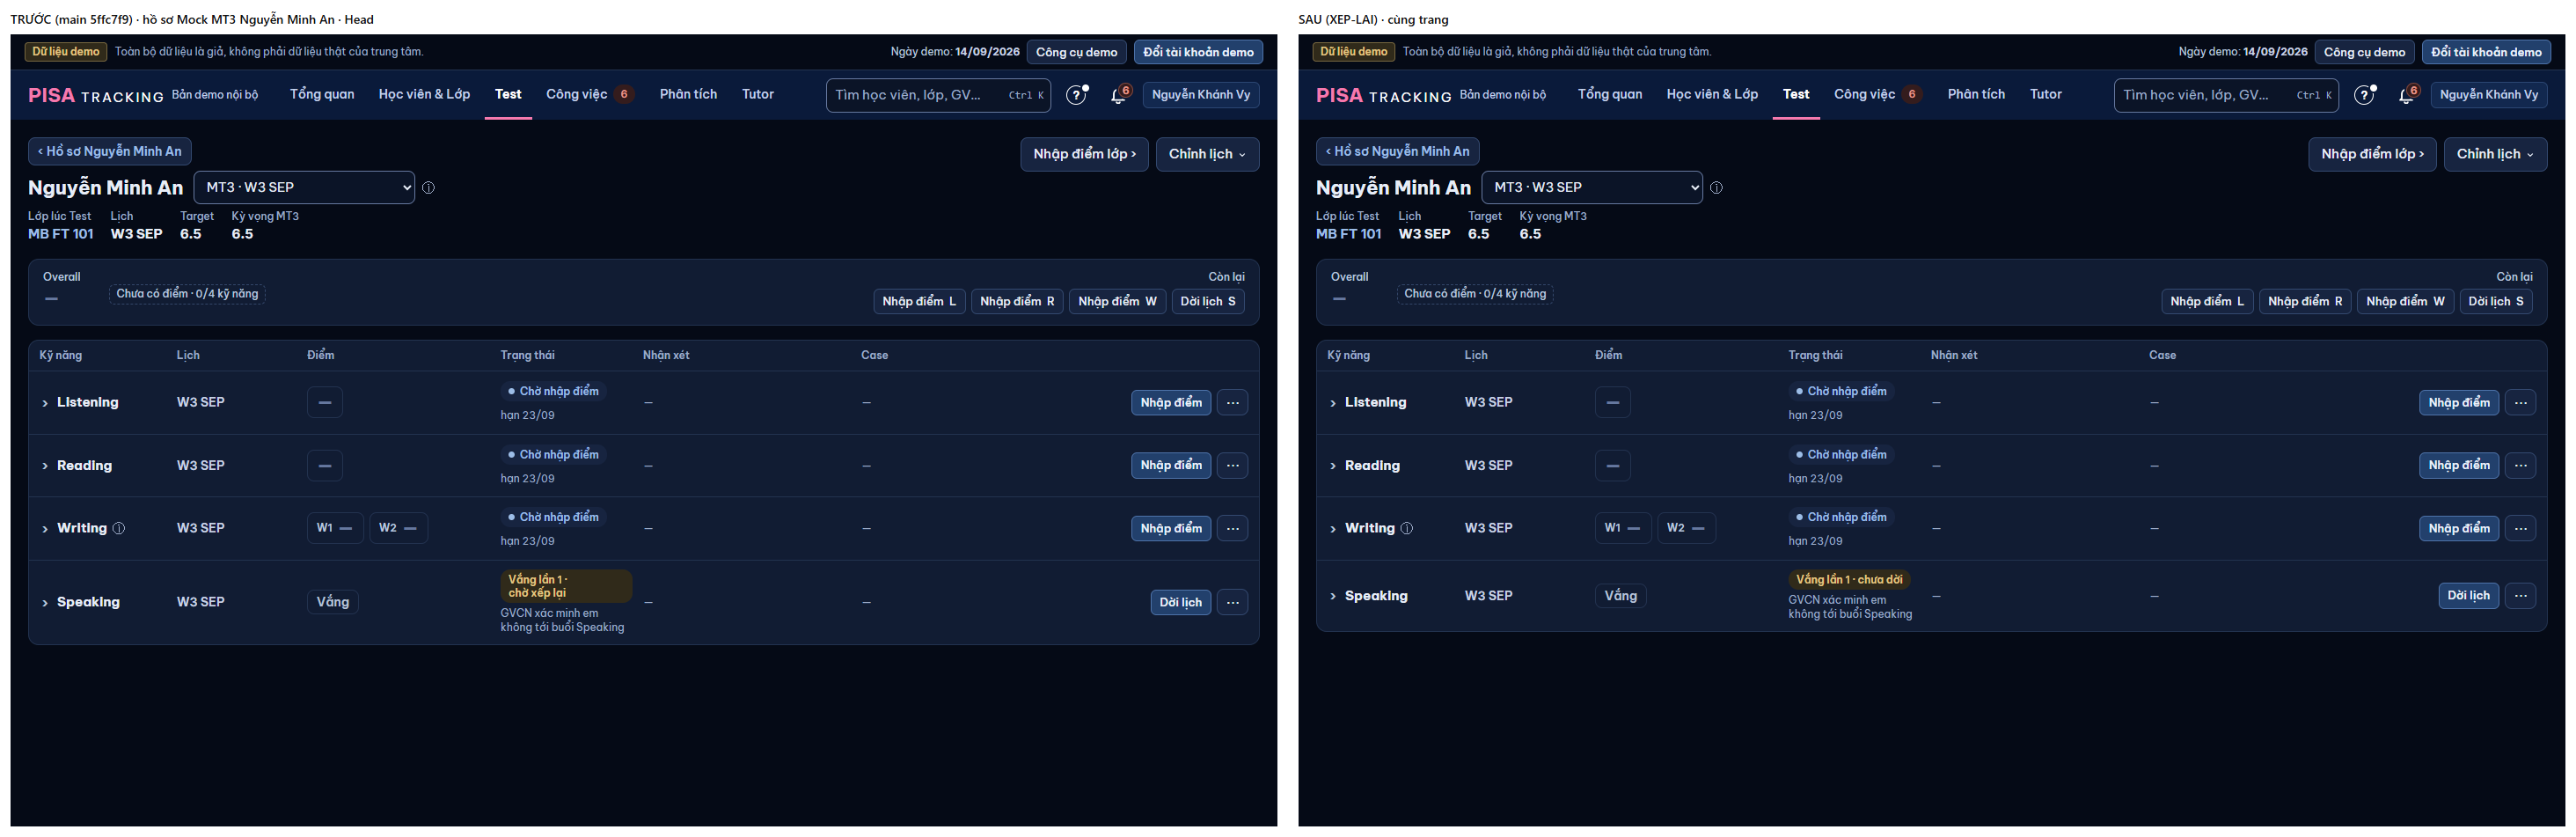 TRƯỚC (main 5ffc7f9) · hồ sơ Mock MT3 Nguyễn Minh An · Head
Dữ liệu demo Toàn bộ dữ liệu là giả, không phải dữ liệu thật của trung tâm. Ngày demo: 14/09/2026 Công cụ demo Đổi tài khoản demo
PISA TRACKING Bản demo nội bộ Tổng quan Học viên & Lớp Test Công việc 6 Phân tích Tutor Tìm học viên, lớp, GV... Ctrl K ? 6 Nguyễn Khánh Vy
‹ Hồ sơ Nguyễn Minh An Nhập điểm lớp › Chỉnh lịch
Nguyễn Minh An MT3 · W3 SEP
Lớp lúc Test Lịch Target Kỳ vọng MT3
MB FT 101 W3 SEP 6.5 6.5
Overall Còn lại
— Chưa có điểm · 0/4 kỹ năng Nhập điểm L Nhập điểm R Nhập điểm W Dời lịch S
Kỹ năng Lịch Điểm Trạng thái Nhận xét Case
› Listening W3 SEP — Chờ nhập điểm — — Nhập điểm ···
hạn 23/09
› Reading W3 SEP — Chờ nhập điểm — — Nhập điểm ···
hạn 23/09
› Writing W3 SEP W1 — W2 — Chờ nhập điểm — — Nhập điểm ···
hạn 23/09
› Speaking W3 SEP Vắng Vắng lần 1 · — — Dời lịch ···
chờ xếp lại
GVCN xác minh em
không tới buổi Speaking
SAU (XEP-LAI) · cùng trang
Dữ liệu demo Toàn bộ dữ liệu là giả, không phải dữ liệu thật của trung tâm. Ngày demo: 14/09/2026 Công cụ demo Đổi tài khoản demo
PISA TRACKING Bản demo nội bộ Tổng quan Học viên & Lớp Test Công việc 6 Phân tích Tutor Tìm học viên, lớp, GV... Ctrl K ? 6 Nguyễn Khánh Vy
‹ Hồ sơ Nguyễn Minh An Nhập điểm lớp › Chỉnh lịch
Nguyễn Minh An MT3 · W3 SEP
Lớp lúc Test Lịch Target Kỳ vọng MT3
MB FT 101 W3 SEP 6.5 6.5
Overall Còn lại
— Chưa có điểm · 0/4 kỹ năng Nhập điểm L Nhập điểm R Nhập điểm W Dời lịch S
Kỹ năng Lịch Điểm Trạng thái Nhận xét Case
› Listening W3 SEP — Chờ nhập điểm — — Nhập điểm ···
hạn 23/09
› Reading W3 SEP — Chờ nhập điểm — — Nhập điểm ···
hạn 23/09
› Writing W3 SEP W1 — W2 — Chờ nhập điểm — — Nhập điểm ···
hạn 23/09
› Speaking W3 SEP Vắng Vắng lần 1 · chưa dời — — Dời lịch ···
GVCN xác minh em
không tới buổi Speaking